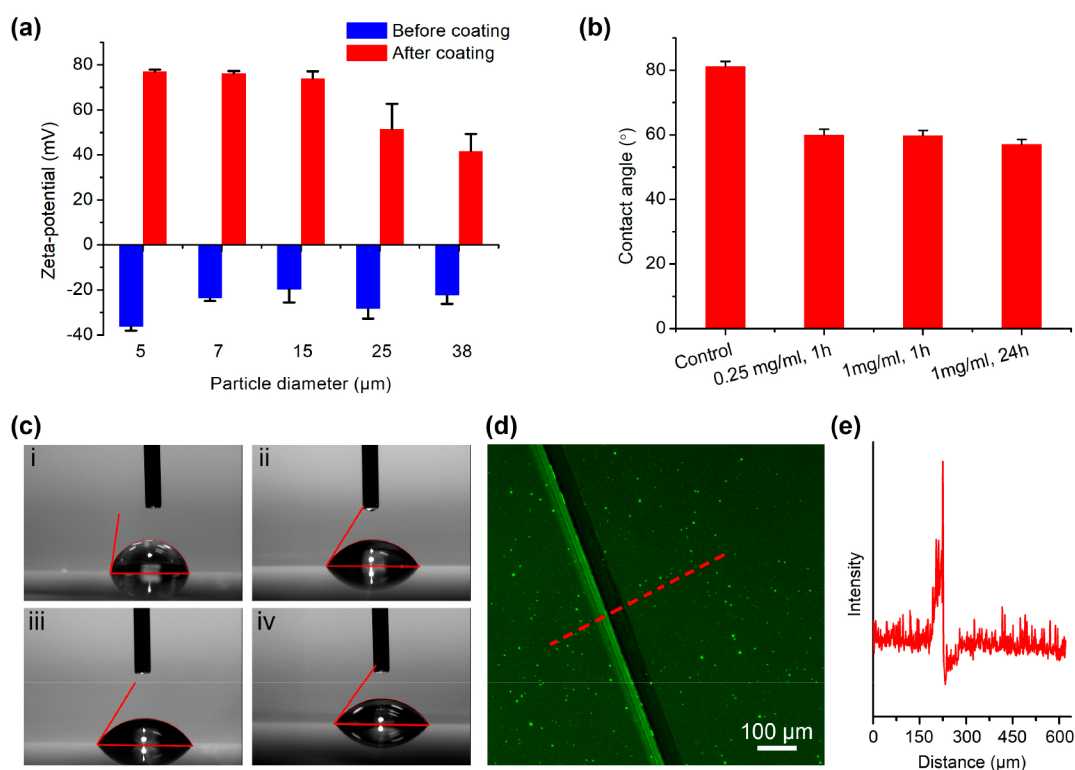 (a)
Before coating
After coating
80
60
40
20
0
-20
-40
Zeta-potential (mV)
5 7 15 25 38
Particle diameter (µm)
(b)
80
60
40
20
0
Contact angle (°)
Control
0.25 mg/ml, 1h
1mg/ml, 1h
1mg/ml, 24h
(c)
i
ii
iii
iv
(d)
100 µm
(e)
Intensity
0 150 300 450 600
Distance (µm)